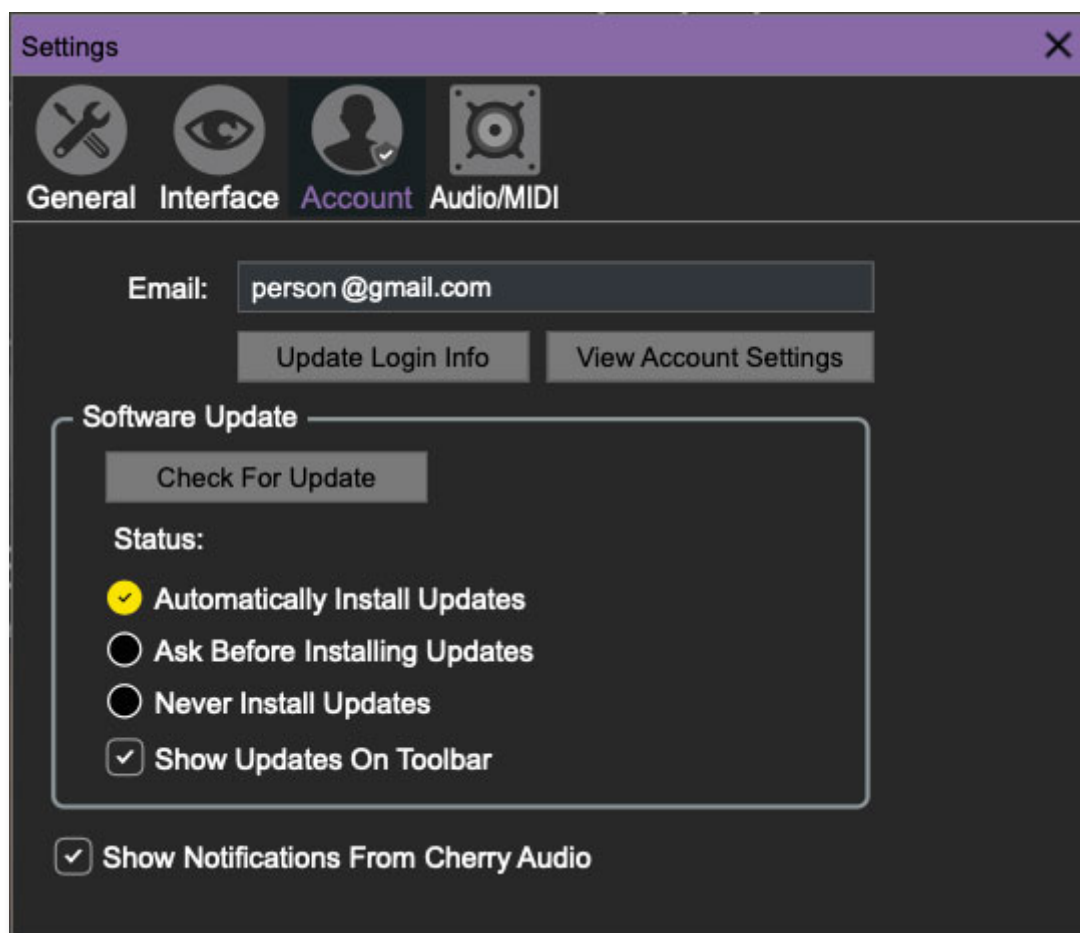 Settings
General Interface Account Audio/MIDI
Email: person@gmail.com
Update Login Info View Account Settings
Software Update
Check For Update
Status:
Automatically Install Updates
Ask Before Installing Updates
Never Install Updates
Show Updates On Toolbar
Show Notifications From Cherry Audio